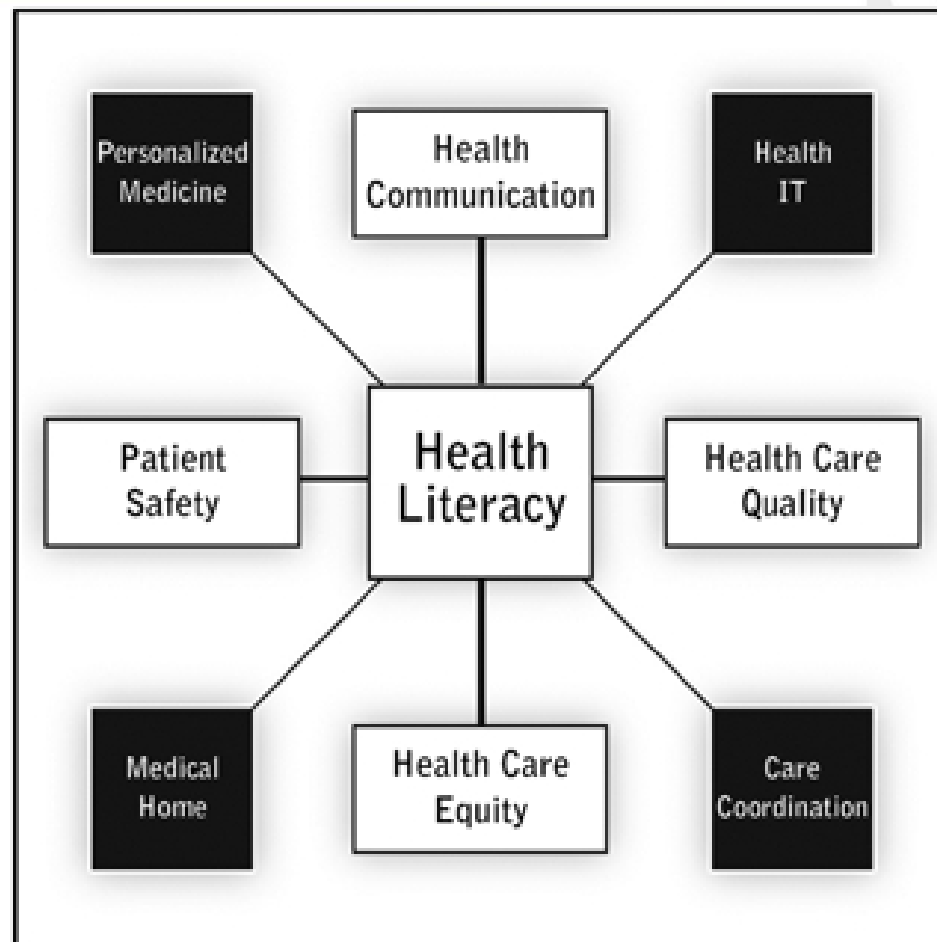 Personalized
Medicine
Health
Communication
Health
IT
Patient
Safety
Health
Literacy
Health Care
Quality
Medical
Home
Health Care
Equity
Care
Coordination